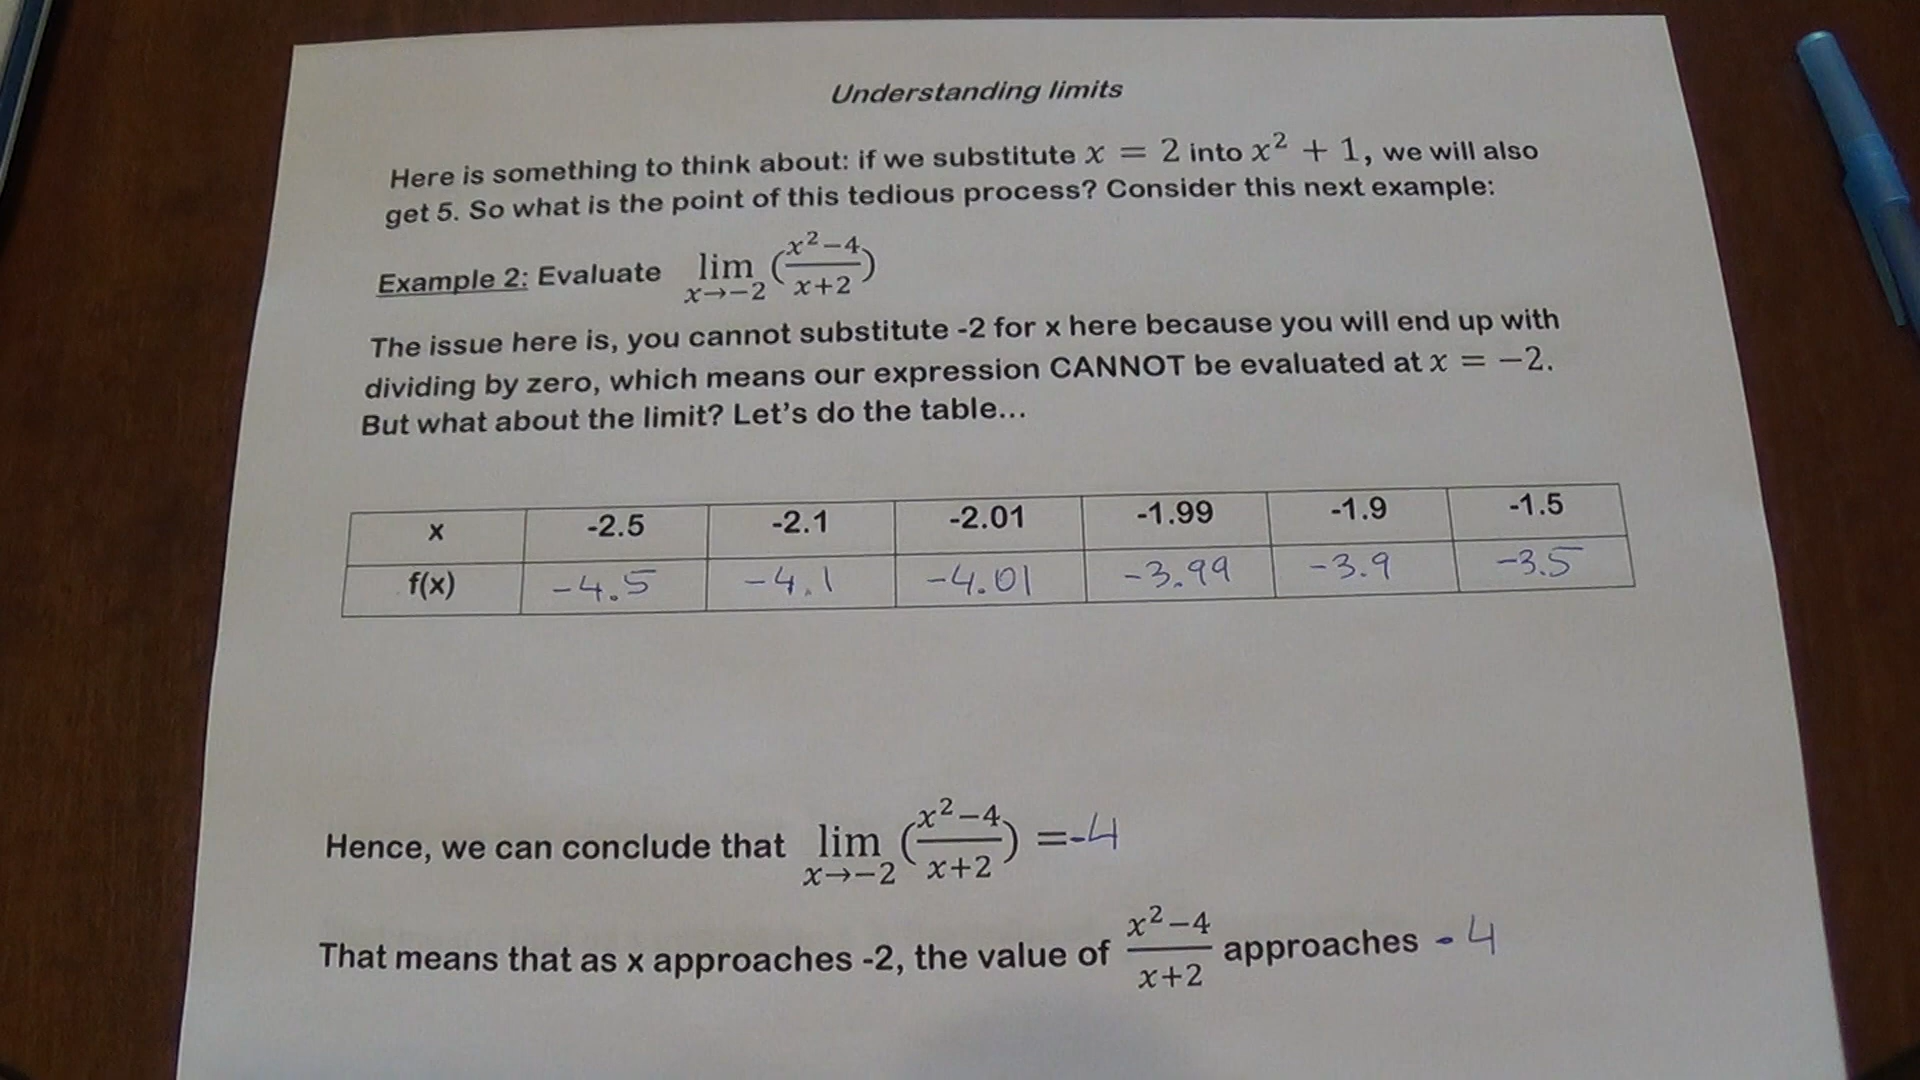 Understanding limits
Here is something to think about: if we substitute x = 2 into x² + 1, we will also
get 5. So what is the point of this tedious process? Consider this next example:
Example 2: Evaluate lim x→−2 (x²−4 / x+2)
The issue here is, you cannot substitute -2 for x here because you will end up with
dividing by zero, which means our expression CANNOT be evaluated at x = −2.
But what about the limit? Let's do the table...
x -2.5 -2.1 -2.01 -1.99 -1.9 -1.5
f(x) -4.5 -4.1 -4.01 -3.99 -3.9 -3.5
Hence, we can conclude that lim x→−2 (x²−4 / x+2) = -4
That means that as x approaches -2, the value of x²−4 / x+2 approaches -4